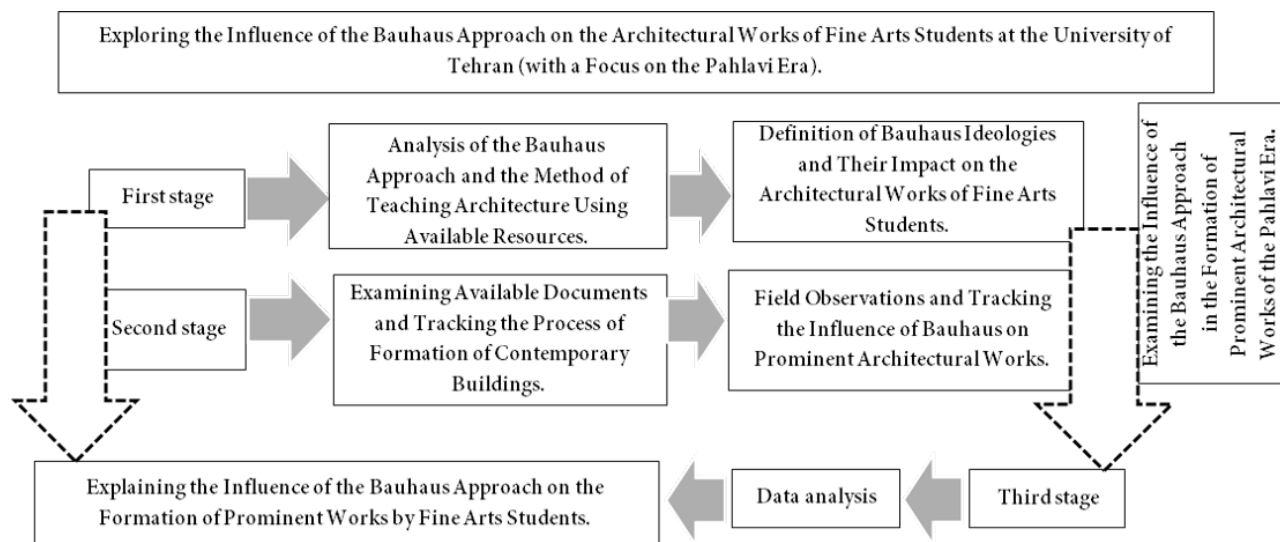 Exploring the Influence of the Bauhaus Approach on the Architectural Works of Fine Arts Students at the University of
Tehran (with a Focus on the Pahlavi Era).
First stage
Analysis of the Bauhaus
Approach and the Method of
Teaching Architecture Using
Available Resources.
Definition of Bauhaus Ideologies
and Their Impact on the
Architectural Works of Fine Arts
Students.
Examining the Influence of
the Bauhaus Approach
in the Formation of
Prominent Architectural
Works of the Pahlavi Era.
Second stage
Examining Available Documents
and Tracking the Process of
Formation of Contemporary
Buildings.
Field Observations and Tracking
the Influence of Bauhaus on
Prominent Architectural Works.
Explaining the Influence of the Bauhaus Approach on the
Formation of Prominent Works by Fine Arts Students.
Data analysis
Third stage